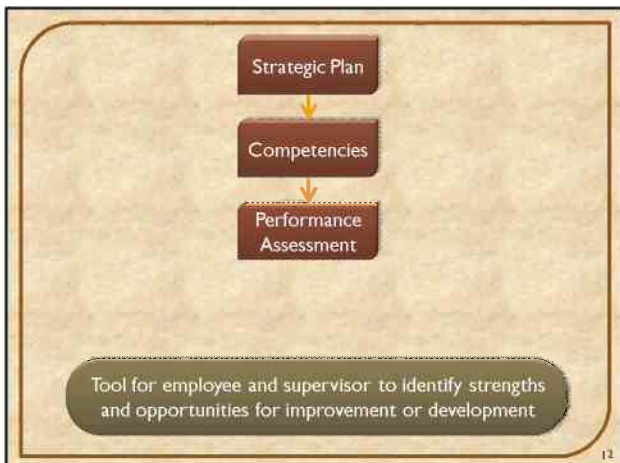 Strategic Plan
Competencies
Performance
Assessment
Tool for employee and supervisor to identify strengths
and opportunities for improvement or development
12